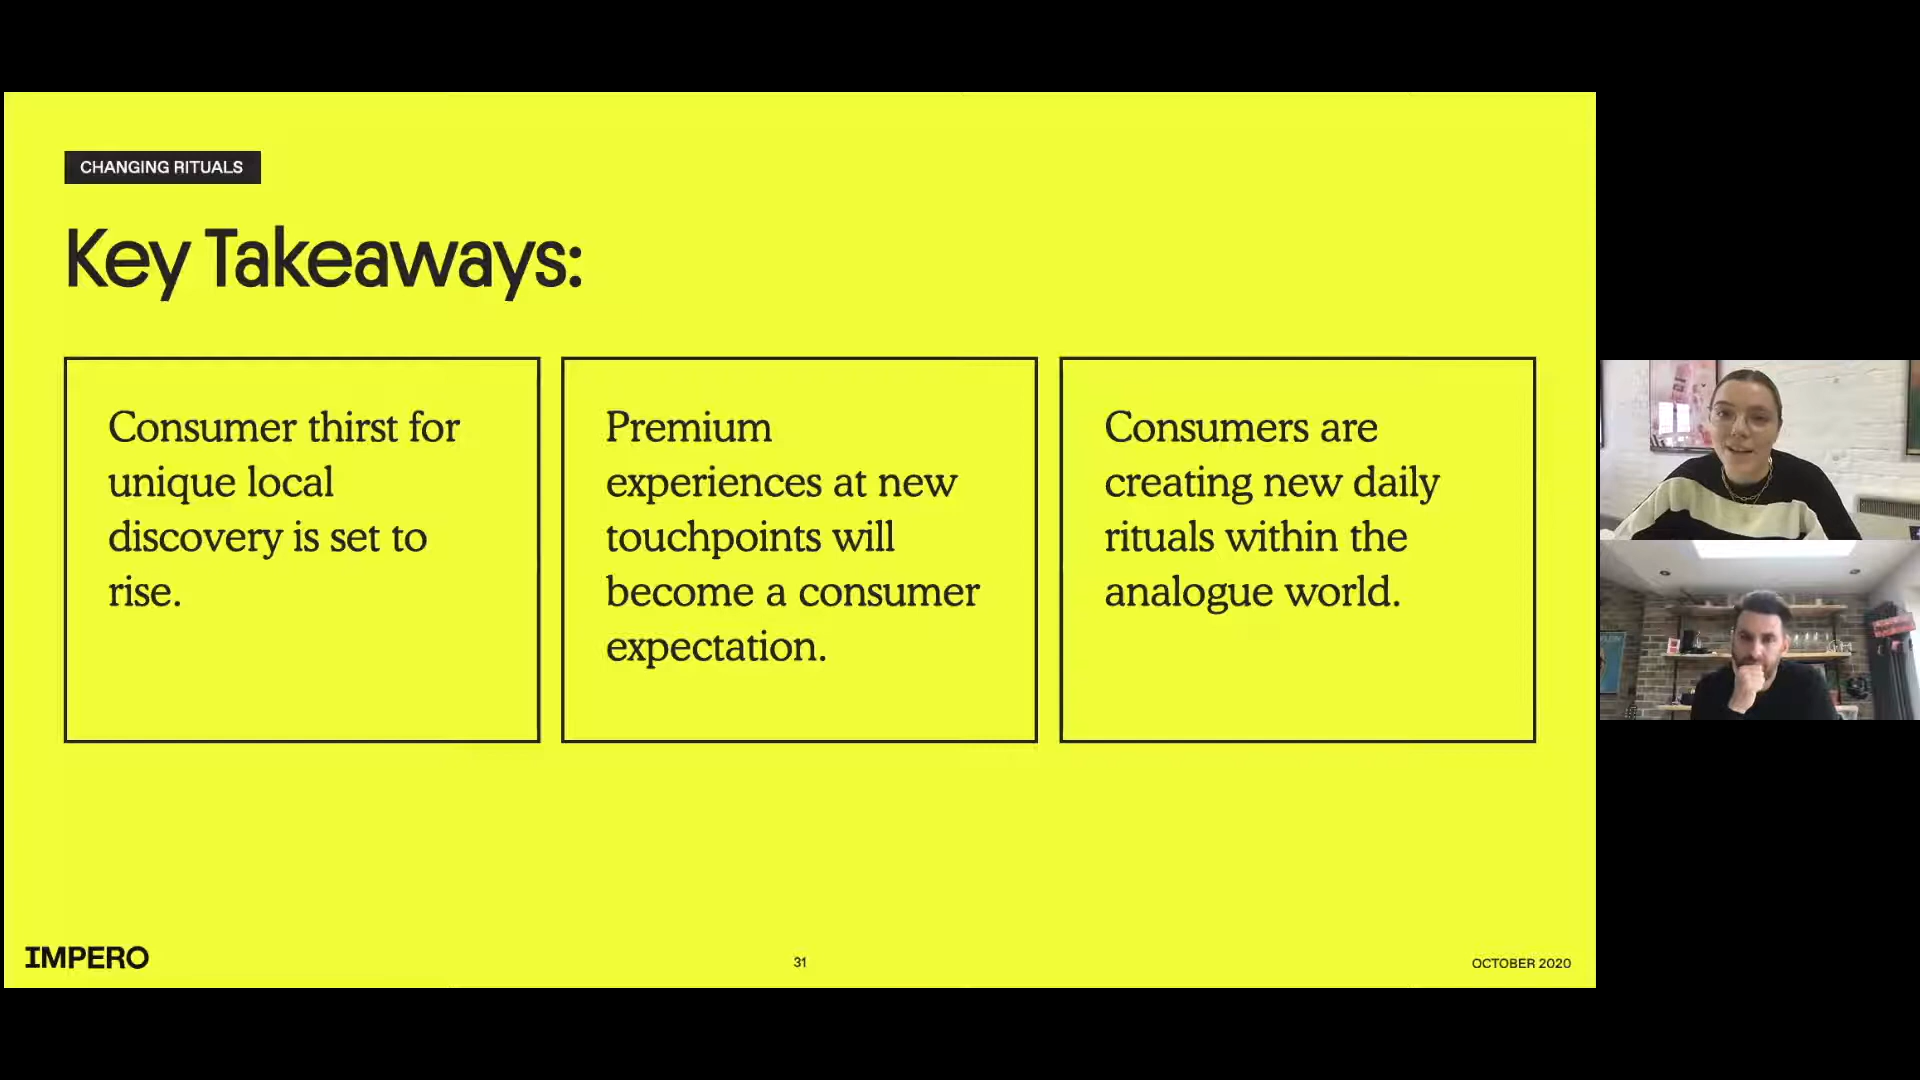 CHANGING RITUALS
Key Takeaways:
Consumer thirst for
unique local
discovery is set to
rise.
Premium
experiences at new
touchpoints will
become a consumer
expectation.
Consumers are
creating new daily
rituals within the
analogue world.
IMPERO
31
OCTOBER 2020